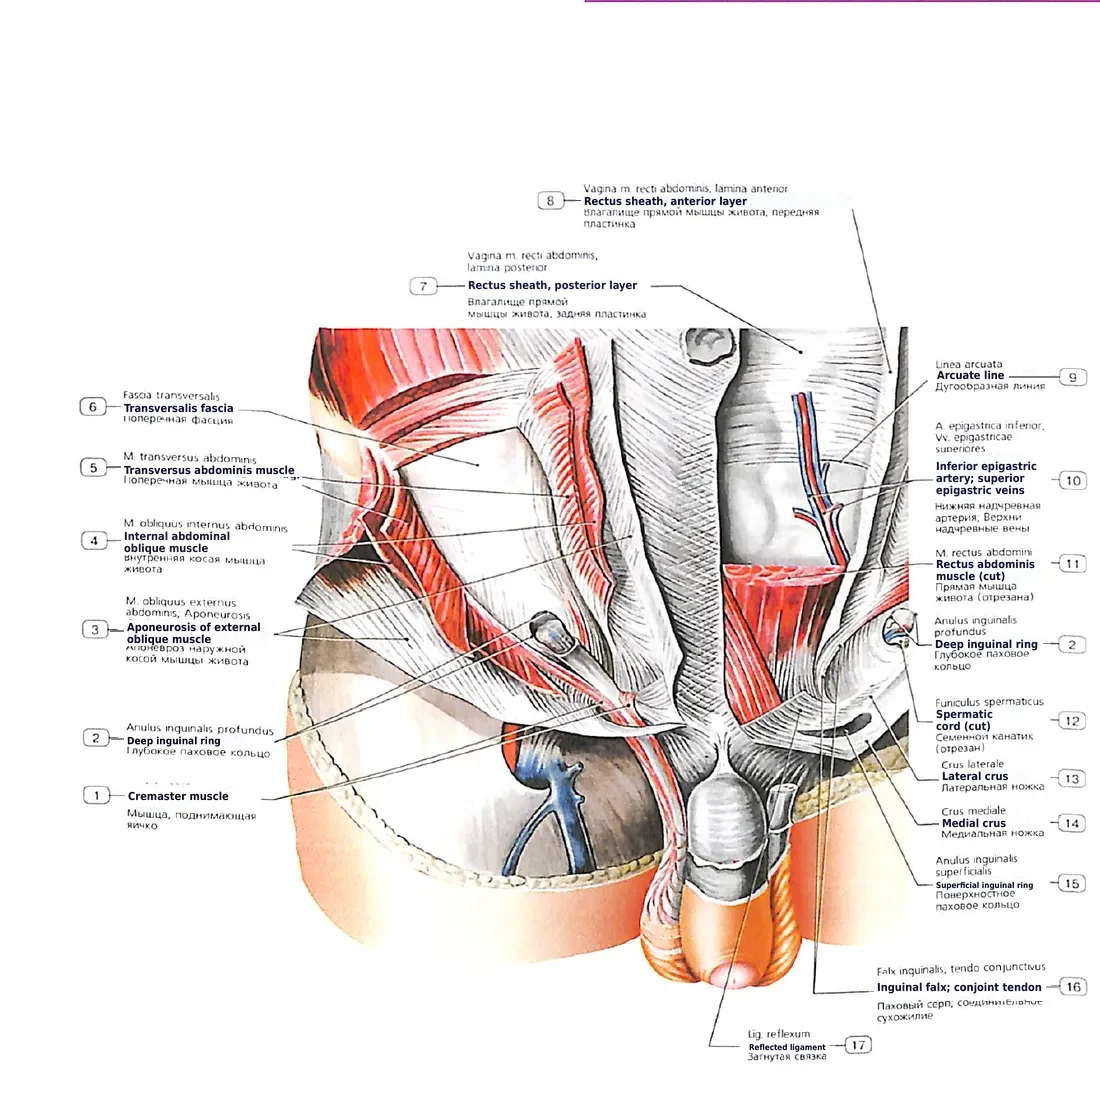 Vagina m. recti abdominis, lamina anterior
8
Rectus sheath, anterior layer
Влагалище прямой мышцы живота, передняя
пластинка
Vagina m. recti abdominis,
lamina posterior
7
Rectus sheath, posterior layer
Влагалище прямой
мышцы живота, задняя пластинка
Fascia transversalis
6
Transversalis fascia
Поперечная фасция
M. transversus abdominis
5
Transversus abdominis muscle
Поперечная мышца живота
M. obliquus internus abdominis
4
Internal abdominal
oblique muscle
Внутренняя косая мышца
живота
M. obliquus externus
abdominis, Aponeurosis
3
Aponeurosis of external
oblique muscle
Апоневроз наружной
косой мышцы живота
Anulus inguinalis profundus
2
Deep inguinal ring
Глубокое паховое кольцо
1
Cremaster muscle
Мышца, поднимающая
яичко
Linea arcuata
Arcuate line
9
Дугообразная линия
A. epigastrica inferior,
Vv. epigastricae
superiores
Inferior epigastric
artery; superior
epigastric veins
10
Нижняя надчревная
артерия; Верхни
надчревные вены
M. rectus abdomini
Rectus abdominis
muscle (cut)
11
Прямая мышца
живота (отрезана)
Anulus inguinalis
profundus
Deep inguinal ring
2
Глубокое паховое
кольцо
Funiculus spermaticus
Spermatic
cord (cut)
12
Семенной канатик
(отрезан)
Crus laterale
Lateral crus
13
Латеральная ножка
Crus mediale
Medial crus
14
Медиальная ножка
Anulus inguinalis
superficialis
Superficial inguinal ring
15
Поверхностное
паховое кольцо
Falx inguinalis; tendo conjunctivus
Inguinal falx; conjoint tendon
16
Паховый серп; соединительное
сухожилие
Lig. reflexum
Reflected ligament
17
Загнутая связка